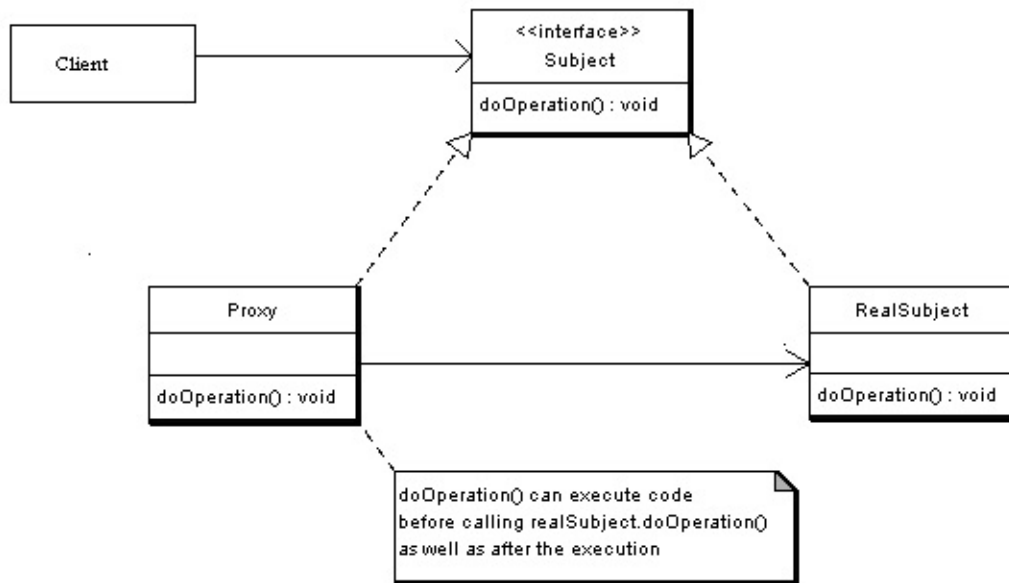 Client
<<interface>>
Subject
doOperation() : void
Proxy
doOperation() : void
RealSubject
doOperation() : void
doOperation() can execute code
before calling realSubject.doOperation()
as well as after the execution